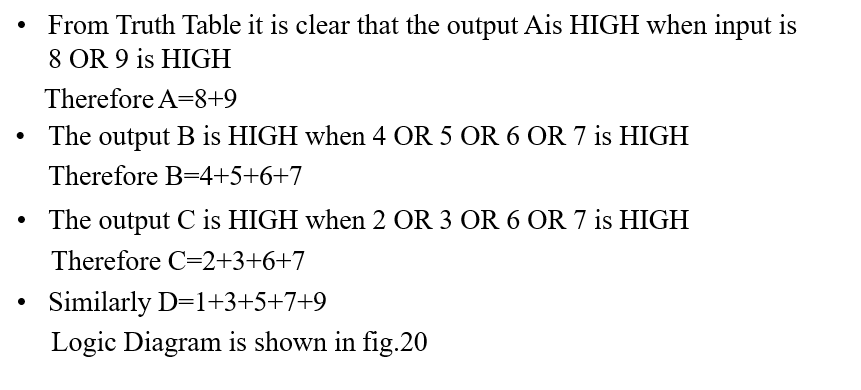 • From Truth Table it is clear that the output Ais HIGH when input is
8 OR 9 is HIGH
Therefore A=8+9
• The output B is HIGH when 4 OR 5 OR 6 OR 7 is HIGH
Therefore B=4+5+6+7
• The output C is HIGH when 2 OR 3 OR 6 OR 7 is HIGH
Therefore C=2+3+6+7
• Similarly D=1+3+5+7+9
Logic Diagram is shown in fig.20